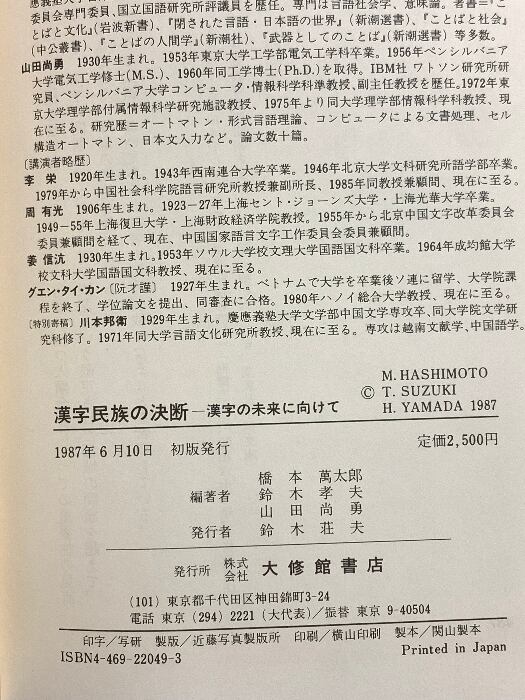 員会専門委員、国立国語研究所評議員を歴任。専門は言語社会学、意味論。著書=『こ
とばと文化』(岩波新書)、『閉された言語・日本語の世界』(新潮選書)、『ことばと社会』
(中公叢書)、『ことばの人間学』(新潮社)、『武器としてのことば』(新潮選書) 等多数。
山田尚勇 1930年生まれ。1953年東京大学工学部電気工学科卒業。1956年ペンシルバニ
ア大学電気工学修士(M.S.)、1960年同工学博士(Ph.D.)を取得。IBM社 ワトソン研究所研
究員、ペンシルバニア大学コンピュータ・情報科学科準教授、副主任教授を歴任。1972年東
京大学理学部付属情報科学研究施設教授、1975年より同大学理学部情報科学科教授、現
在に至る。研究歴=オートマトン・形式言語理論、コンピュータによる文書処理、セル
構造オートマトン、日本文入力など。論文数十篇。
〔講演者略歴〕
李 栄 1920年生まれ。1943年西南連合大学卒業。1946年北京大学文科研究所語学部卒業。
1979年から中国社会科学院語言研究所教授兼副所長、1985年同教授兼顧問、現在に至る。
周 有光 1906年生まれ。1923-27年上海セント・ジョーンズ大学・上海光華大学卒業。
1949-55年上海復旦大学・上海財政経済学院教授。1955年から北京中国文字改革委員会
委員兼顧問を経て、現在、中国国家語言文字工作委員会委員兼顧問。
姜 信沆 1930年生まれ。1953年ソウル大学校文理大学国語国文科卒業。1964年成均館大学
校文科大学国語国文科教授、現在に至る。
グエン・タイ・カン〔阮才謹〕 1927年生まれ。ベトナムで大学を卒業後ソ連に留学、大学院課
程を終了、学位論文を提出、同審査に合格。1980年ハノイ総合大学教授、現在に至る。
〔特別寄稿〕川本邦衛 1929年生まれ。慶應義塾大学文学部中国文学専攻卒、同大学院文学研
究科修了。1971年同大学言語文化研究所教授、現在に至る。専攻は越南文献学、中国語学。
漢字民族の決断—漢字の未来に向けて
M. HASHIMOTO
© T. SUZUKI
H. YAMADA 1987
1987年6月10日 初版発行 定価2,500円
編著者 橋本萬太郎
鈴木孝夫
山田尚勇
発行者 鈴木荘夫
発行所 株式会社 大修館書店
(101) 東京都千代田区神田錦町3-24
電話 東京 (294) 2221 (大代表)/振替 東京 9-40504
印字/写研 製版/近藤写真製版所 印刷/横山印刷 製本/関山製本
ISBN4-469-22049-3 Printed in Japan